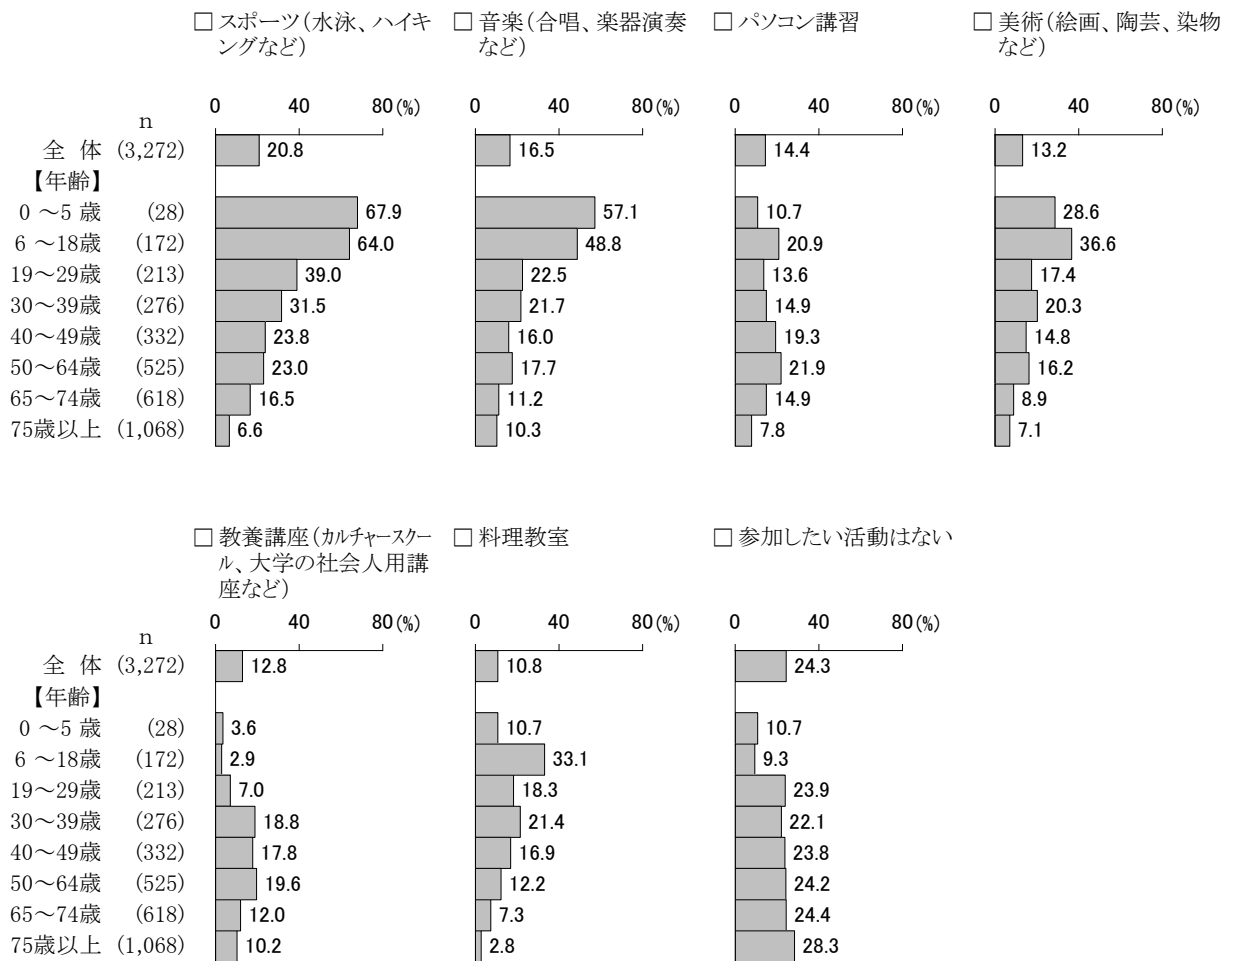 □ スポーツ(水泳、ハイキ
ングなど)
□ 音楽(合唱、楽器演奏
など)
□ パソコン講習
□ 美術(絵画、陶芸、染物
など)
0 40 80(%) 0 40 80(%) 0 40 80(%) 0 40 80(%)
n
全 体 (3,272) 20.8 16.5 14.4 13.2
【年齢】
0 ～5 歳 (28) 67.9 57.1 10.7 28.6
6 ～18歳 (172) 64.0 48.8 20.9 36.6
19～29歳 (213) 39.0 22.5 13.6 17.4
30～39歳 (276) 31.5 21.7 14.9 20.3
40～49歳 (332) 23.8 16.0 19.3 14.8
50～64歳 (525) 23.0 17.7 21.9 16.2
65～74歳 (618) 16.5 11.2 14.9 8.9
75歳以上 (1,068) 6.6 10.3 7.8 7.1
□ 教養講座(カルチャースクー
ル、大学の社会人用講
座など)
□ 料理教室
□ 参加したい活動はない
0 40 80(%) 0 40 80(%) 0 40 80(%)
n
全 体 (3,272) 12.8 10.8 24.3
【年齢】
0 ～5 歳 (28) 3.6 10.7 10.7
6 ～18歳 (172) 2.9 33.1 9.3
19～29歳 (213) 7.0 18.3 23.9
30～39歳 (276) 18.8 21.4 22.1
40～49歳 (332) 17.8 16.9 23.8
50～64歳 (525) 19.6 12.2 24.2
65～74歳 (618) 12.0 7.3 24.4
75歳以上 (1,068) 10.2 2.8 28.3